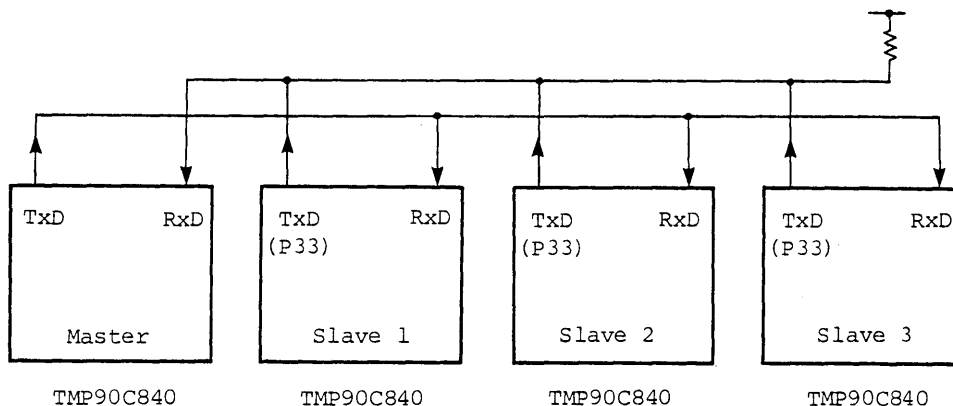 TxD RxD TxD RxD TxD RxD TxD RxD
(P33) (P33) (P33)
Master Slave 1 Slave 2 Slave 3
TMP90C840 TMP90C840 TMP90C840 TMP90C840